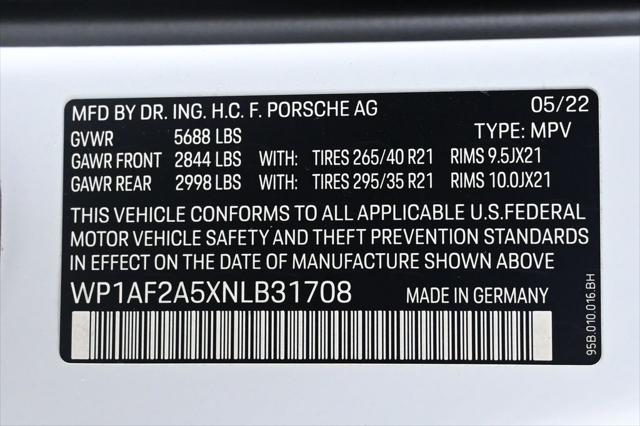 MFD BY DR. ING. H.C. F. PORSCHE AG 05/22
GVWR 5688 LBS TYPE: MPV
GAWR FRONT 2844 LBS WITH: TIRES 265/40 R21 RIMS 9.5JX21
GAWR REAR 2998 LBS WITH: TIRES 295/35 R21 RIMS 10.0JX21
THIS VEHICLE CONFORMS TO ALL APPLICABLE U.S.FEDERAL
MOTOR VEHICLE SAFETY AND THEFT PREVENTION STANDARDS
IN EFFECT ON THE DATE OF MANUFACTURE SHOWN ABOVE
WP1AF2A5XNLB31708 MADE IN GERMANY
95B.010.016.BH